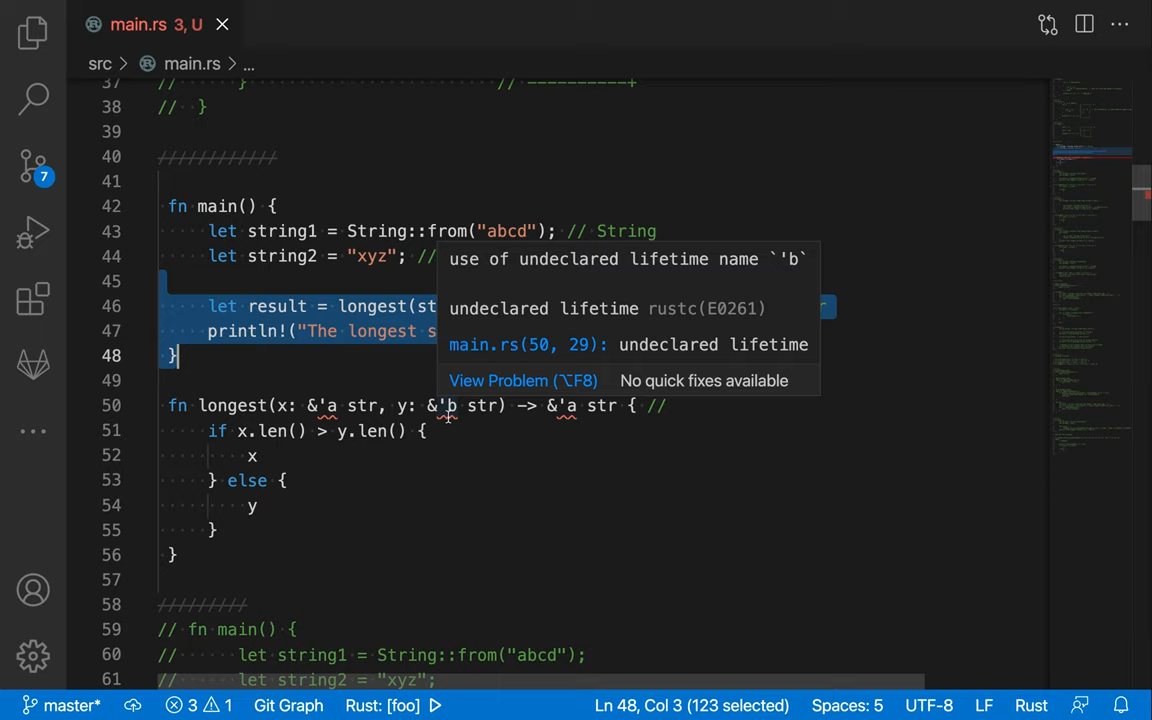 main.rs 3, U
src > main.rs > ...
37 // } // ----------+
38 // }
39
40 ////////////
41
42 fn main() {
43 let string1 = String::from("abcd"); // String
44 let string2 = "xyz"; //
45
46 let result = longest(st
47 println!("The longest s
48 }
49
use of undeclared lifetime name `'b`
undeclared lifetime rustc(E0261)
main.rs(50, 29): undeclared lifetime
View Problem (⌥F8) No quick fixes available
50 fn longest(x: &'a str, y: &'b str) -> &'a str { //
51 if x.len() > y.len() {
52 x
53 } else {
54 y
55 }
56 }
57
58 /////////
59 // fn main() {
60 // let string1 = String::from("abcd");
61 // let string2 = "xyz";
7
master* 3 1 Git Graph Rust: [foo] Ln 48, Col 3 (123 selected) Spaces: 5 UTF-8 LF Rust